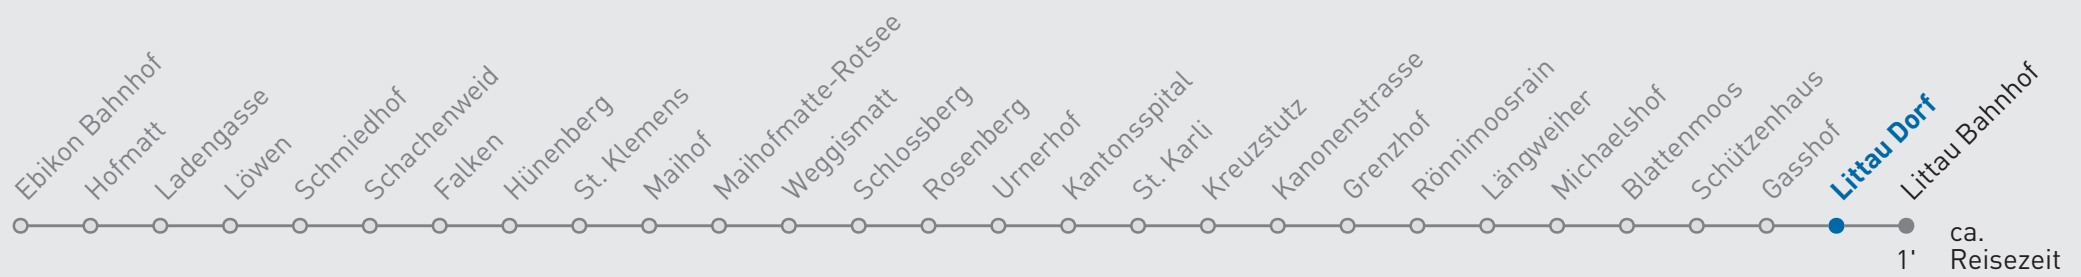 Ebikon Bahnhof
Hofmatt
Ladengasse
Löwen
Schmiedhof
Schachenweid
Falken
Hünenberg
St. Klemens
Maihof
Maihofmatte-Rotsee
Weggismatt
Schlossberg
Rosenberg
Urnerhof
Kantonsspital
St. Karli
Kreuzstutz
Kanonenstrasse
Grenzhof
Rönnimoosrain
Längweiher
Michaelshof
Blattenmoos
Schützenhaus
Gasshof
Littau Dorf
Littau Bahnhof
ca.
1' Reisezeit